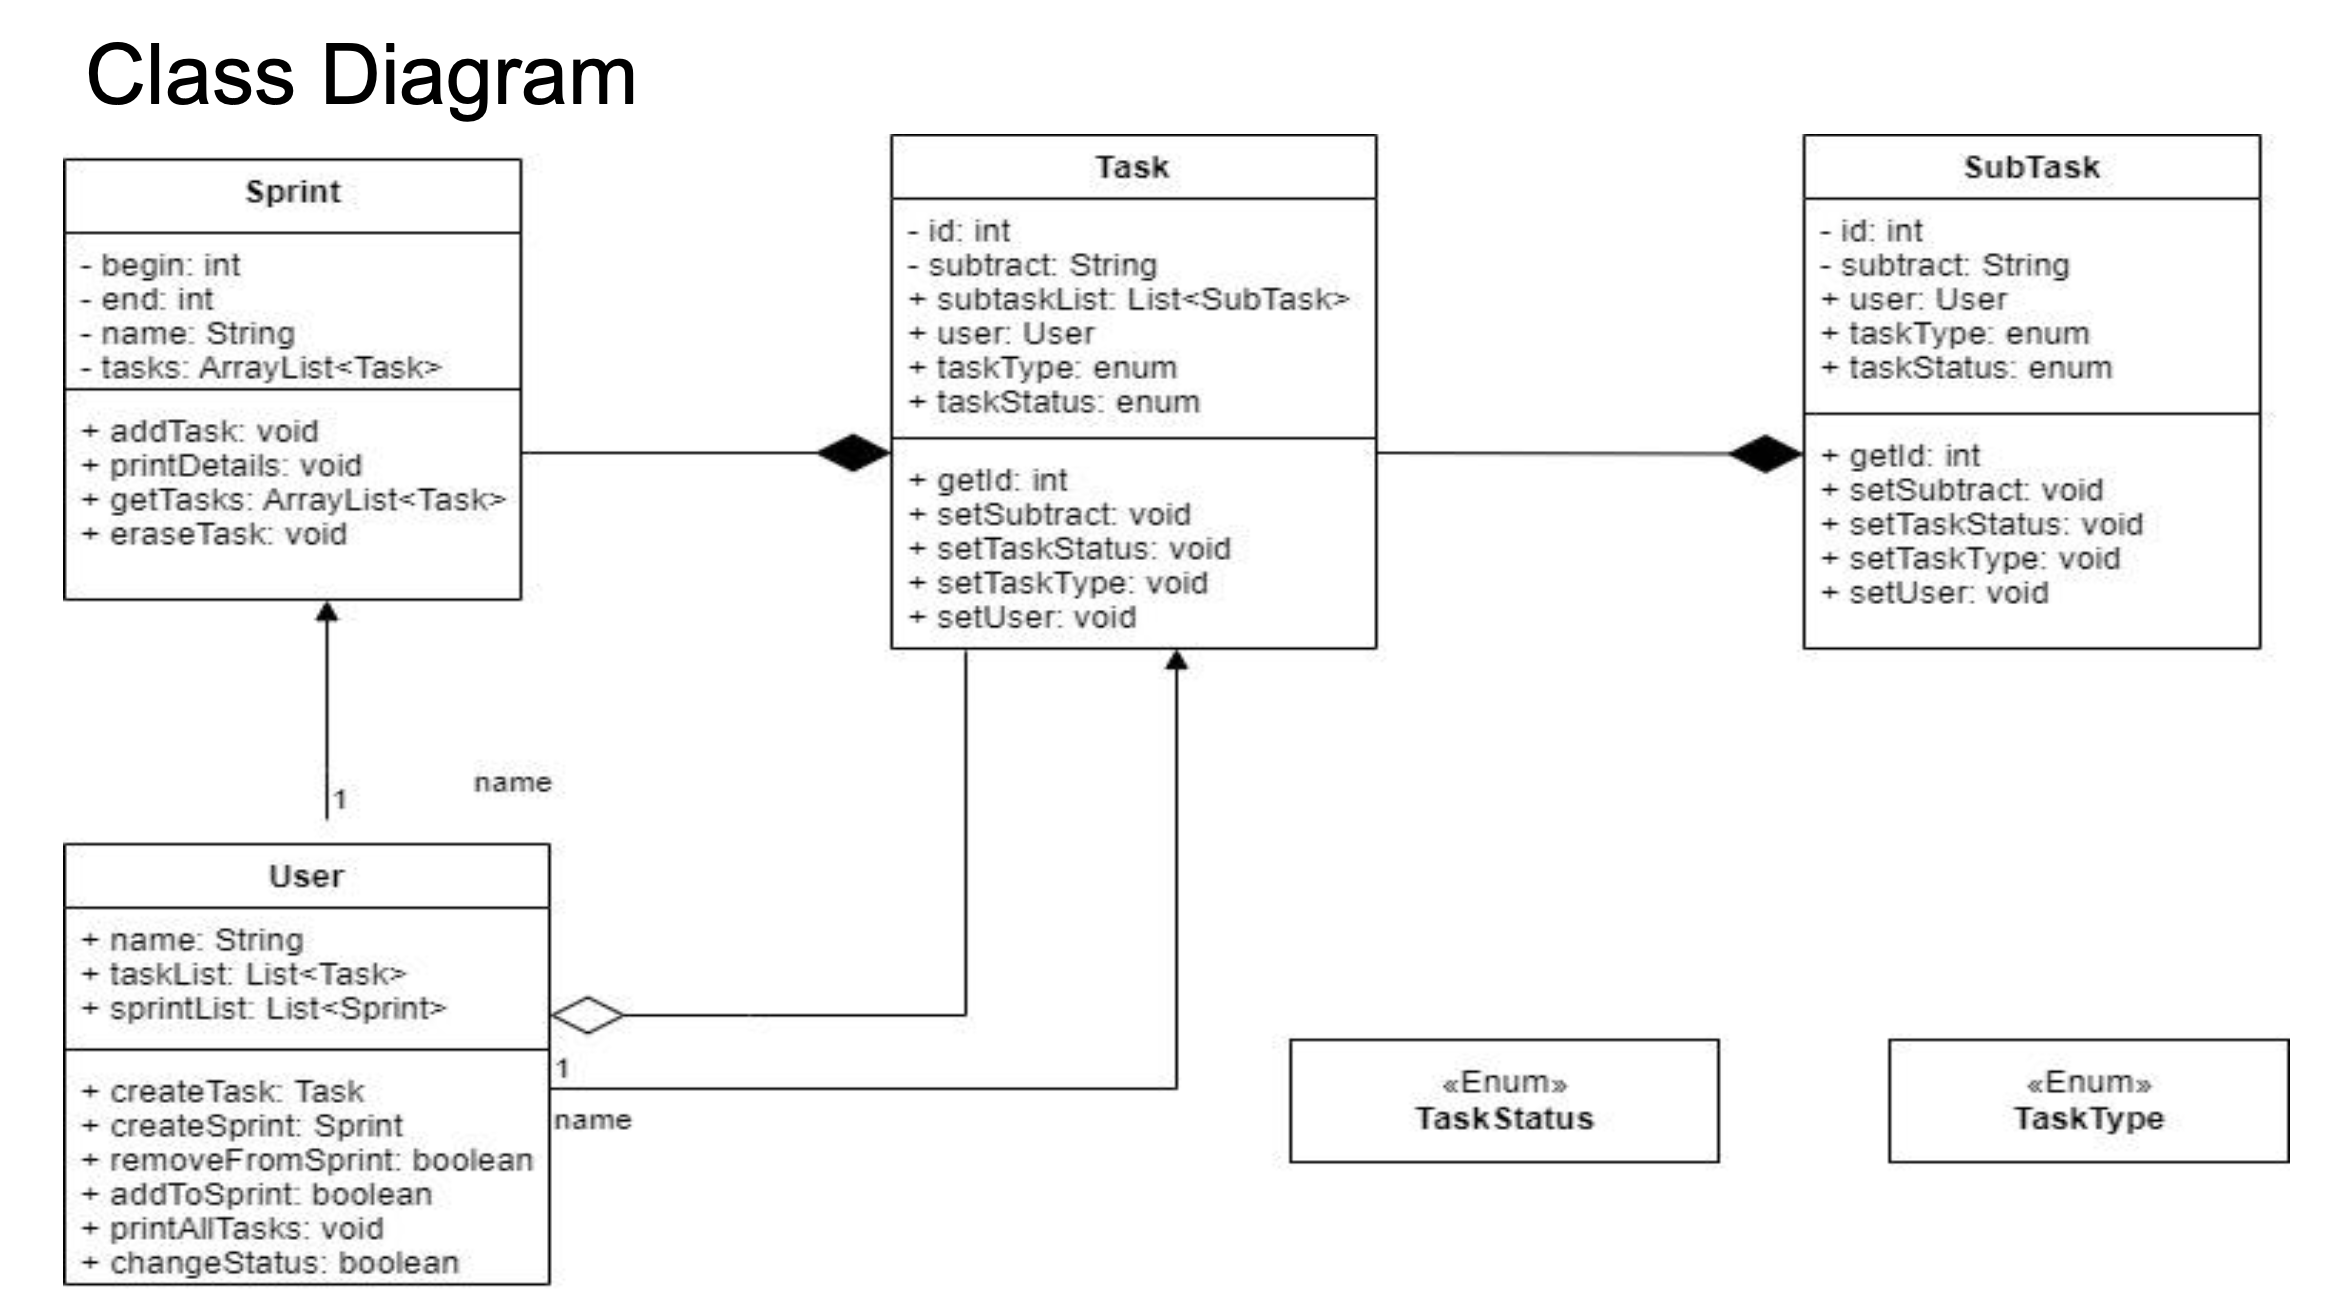 Class Diagram
Sprint
- begin: int
- end: int
- name: String
- tasks: ArrayList<Task>
+ addTask: void
+ printDetails: void
+ getTasks: ArrayList<Task>
+ eraseTask: void
Task
- id: int
- subtract: String
+ subtaskList: List<SubTask>
+ user: User
+ taskType: enum
+ taskStatus: enum
+ getId: int
+ setSubtract: void
+ setTaskStatus: void
+ setTaskType: void
+ setUser: void
SubTask
- id: int
- subtract: String
+ user: User
+ taskType: enum
+ taskStatus: enum
+ getId: int
+ setSubtract: void
+ setTaskStatus: void
+ setTaskType: void
+ setUser: void
1
name
User
+ name: String
+ taskList: List<Task>
+ sprintList: List<Sprint>
+ createTask: Task
+ createSprint: Sprint
+ removeFromSprint: boolean
+ addToSprint: boolean
+ printAllTasks: void
+ changeStatus: boolean
1
name
«Enum»
TaskStatus
«Enum»
TaskType